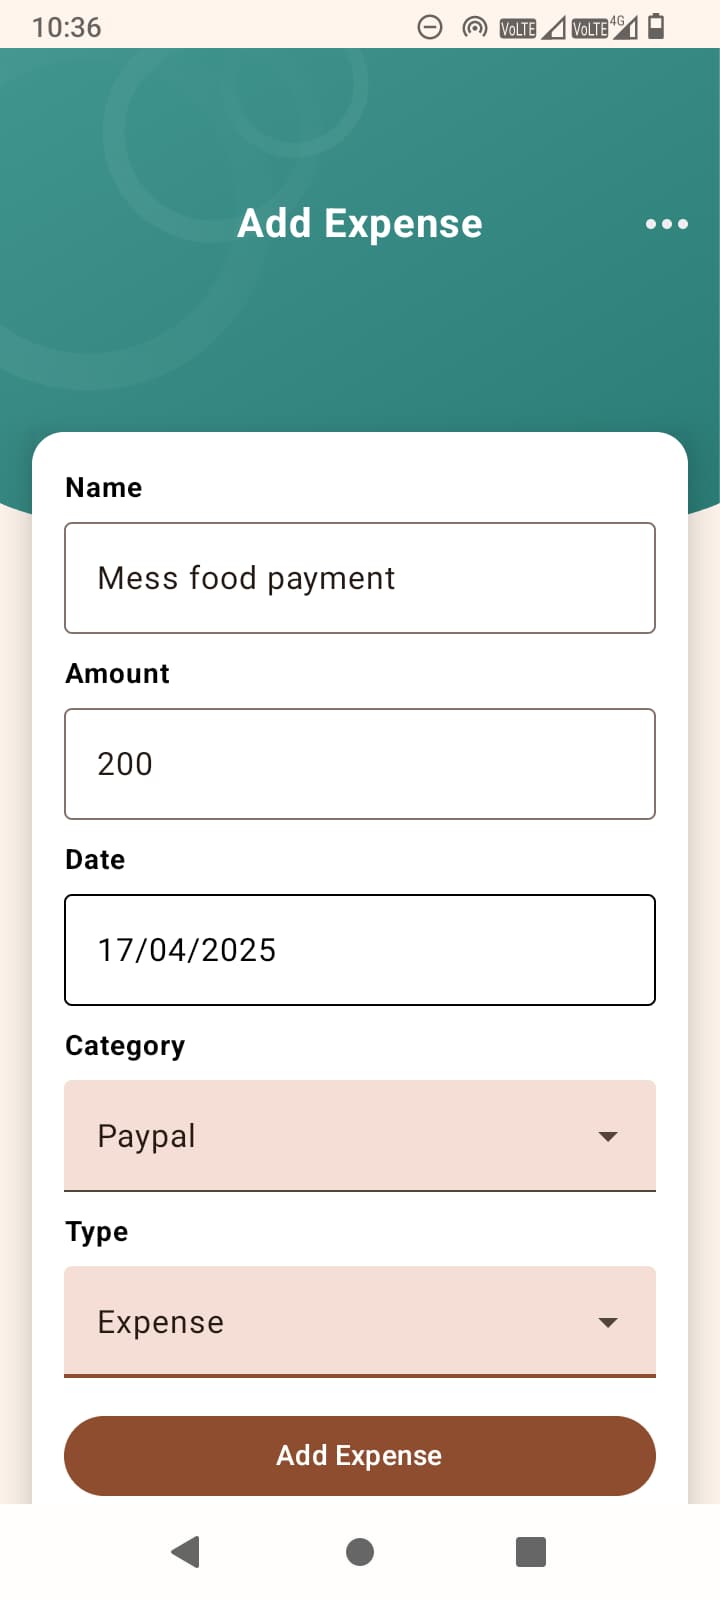 10:36
VoLTE VoLTE 4G
Add Expense
Name
Mess food payment
Amount
200
Date
17/04/2025
Category
Paypal
Type
Expense
Add Expense